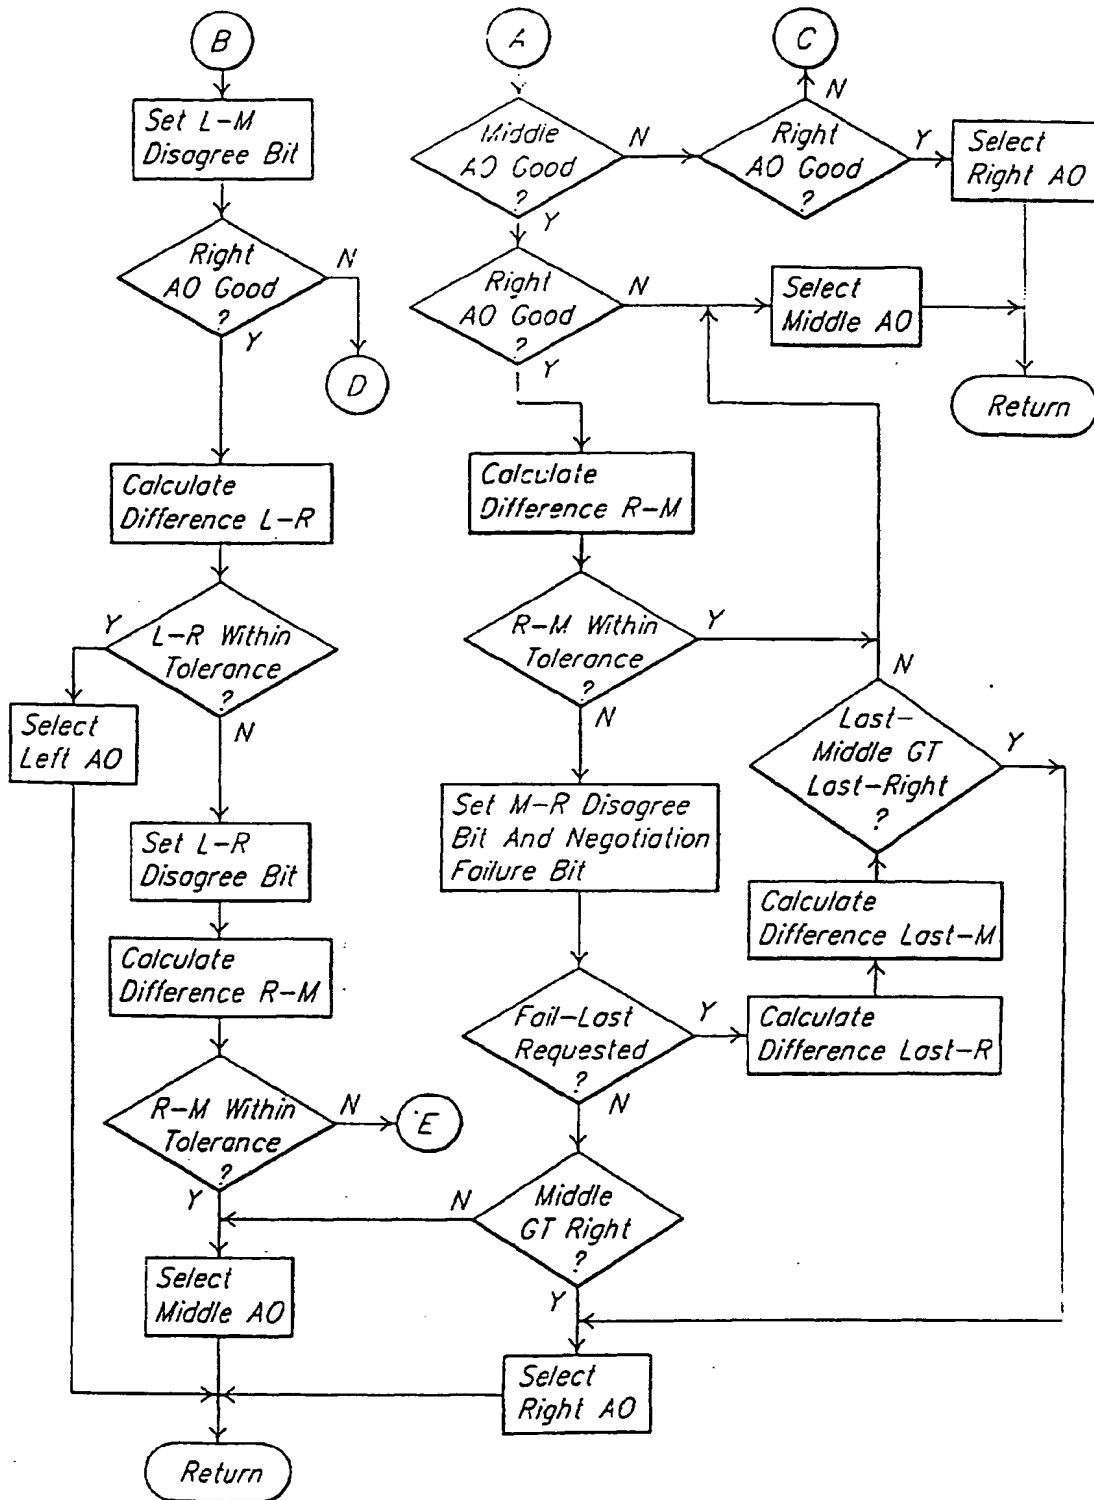 B
Set L-M
Disagree Bit
Right
AO Good
?
N
Y
D
Calculate
Difference L-R
L-R Within
Tolerance
?
Y
N
Select
Left AO
Set L-R
Disagree Bit
Calculate
Difference R-M
R-M Within
Tolerance
?
N
E
Y
Select
Middle AO
Return
A
Middle
AO Good
?
N
Y
Right
AO Good
?
N
C
Y
Select
Right AO
Right
AO Good
?
N
Y
Select
Middle AO
Return
Calculate
Difference R-M
R-M Within
Tolerance
?
Y
N
Set M-R Disagree
Bit And Negotiation
Failure Bit
Fail-Last
Requested
?
Y
N
Calculate
Difference Last-R
Calculate
Difference Last-M
Last-
Middle GT
Last-Right
?
N
Y
Middle
GT Right
?
N
Y
Select
Right AO